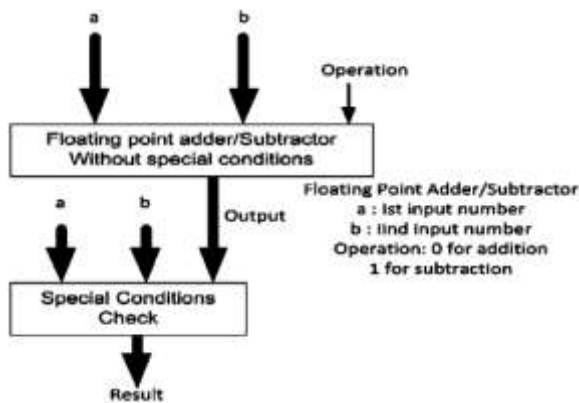 a
b
Operation
Floating point adder/Subtractor
Without special conditions
a
b
Output
Floating Point Adder/Subtractor
a : Ist input number
b : IInd input number
Operation: 0 for addition
1 for subtraction
Special Conditions
Check
Result